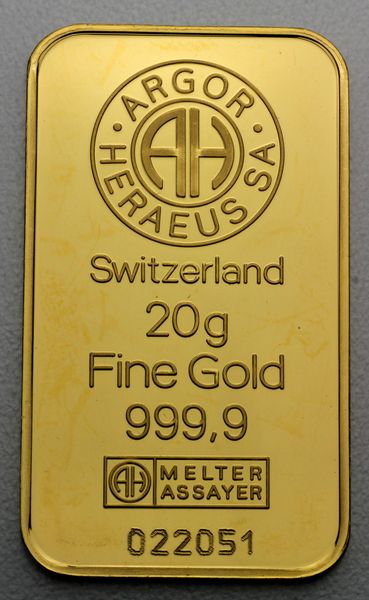 ARGOR
AH
HERAEUS SA
Switzerland
20g
Fine Gold
999,9
AH MELTER
ASSAYER
022051